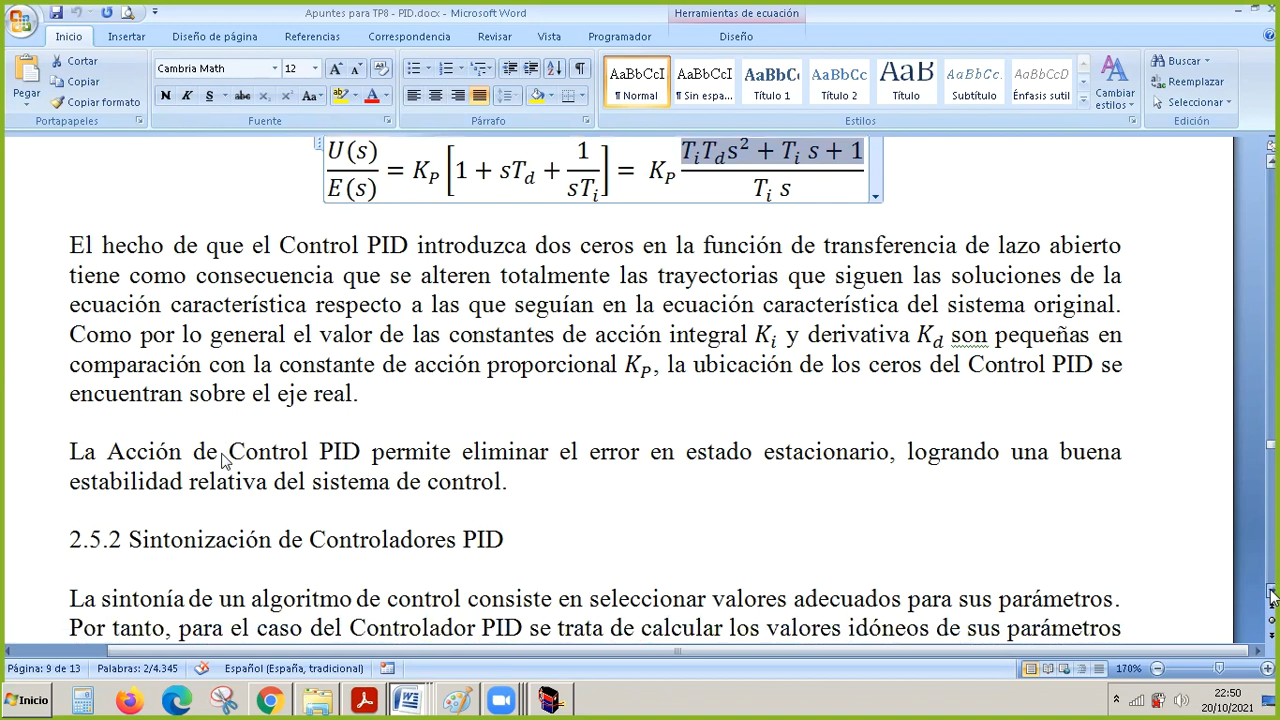 Apuntes para TP8 - PID.docx - Microsoft Word
Herramientas de ecuación
Inicio Insertar Diseño de página Referencias Correspondencia Revisar Vista Programador Diseño
Pegar
Cortar
Copiar
Copiar formato
Cambria Math 12
N K S abc x, x' Aa A
AaBbCcI AaBbCcI AaBbC AaBbCc AaB AaBbCc. AaBbCcD
¶ Normal ¶ Sin espa... Título 1 Título 2 Título Subtítulo Énfasis sutil
Cambiar estilos
Buscar
Reemplazar
Seleccionar
Portapapeles Fuente Párrafo Estilos Edición
U(s)/E(s) = K_P [1 + sT_d + 1/(sT_i)] = K_P (T_iT_ds² + T_i s + 1)/(T_i s)
El hecho de que el Control PID introduzca dos ceros en la función de transferencia de lazo abierto
tiene como consecuencia que se alteren totalmente las trayectorias que siguen las soluciones de la
ecuación característica respecto a las que seguían en la ecuación característica del sistema original.
Como por lo general el valor de las constantes de acción integral K_i y derivativa K_d son pequeñas en
comparación con la constante de acción proporcional K_P, la ubicación de los ceros del Control PID se
encuentran sobre el eje real.
La Acción de Control PID permite eliminar el error en estado estacionario, logrando una buena
estabilidad relativa del sistema de control.
2.5.2 Sintonización de Controladores PID
La sintonía de un algoritmo de control consiste en seleccionar valores adecuados para sus parámetros.
Por tanto, para el caso del Controlador PID se trata de calcular los valores idóneos de sus parámetros
Página: 9 de 13 Palabras: 2/4.345 Español (España, tradicional) 170%
Inicio
22:50
20/10/2021